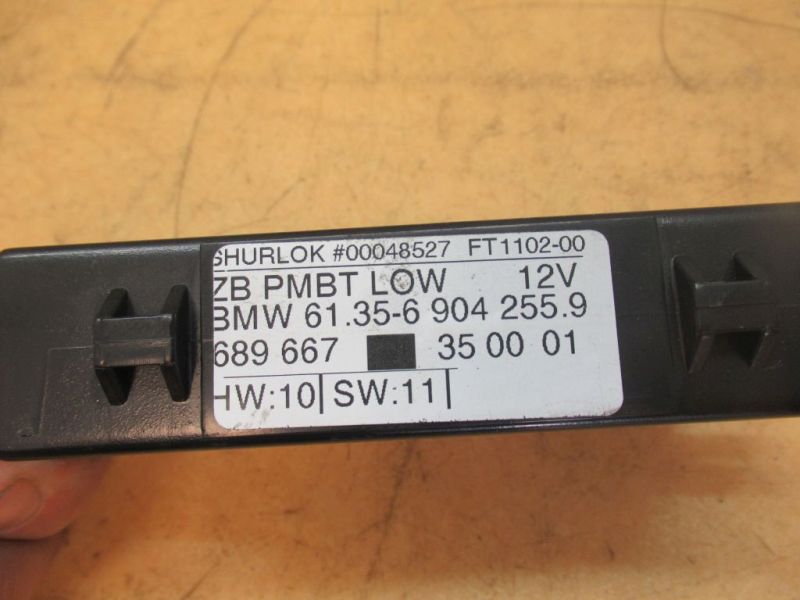 SHURLOK #00048527 FT1102-00
ZB PMBT LOW 12V
BMW 61.35-6 904 255.9
689 667 35 00 01
HW:10 SW:11